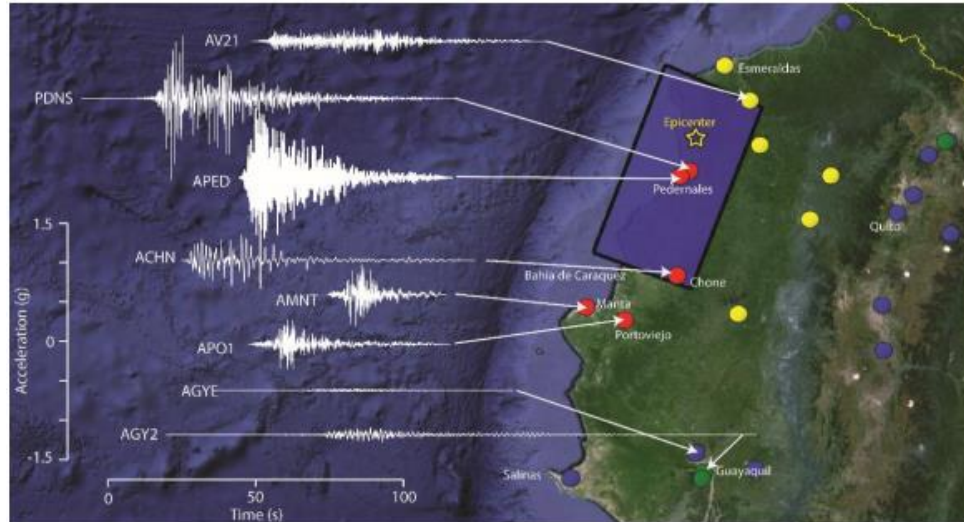 AV21
Esmeraldas
PDNS
Epicenter
APED
Pedernales
1.5
Quito
ACHN
Bahia de Caraquez
Chone
AMNT
Manta
APO1
Portoviejo
0
Acceleration (g)
AGYE
AGY2
-1.5
Salinas
Guayaquil
0
50
100
Time (s)